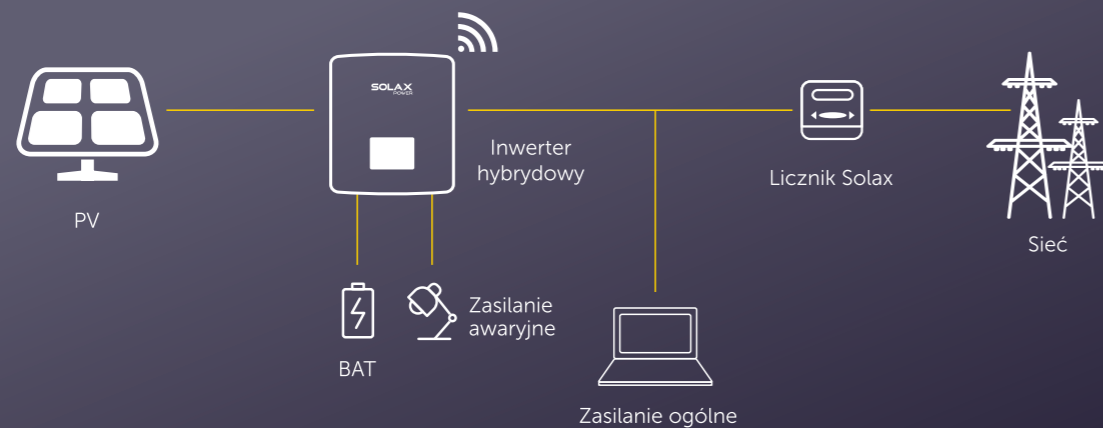 SOLAX
POWER
PV
Inwerter
hybrydowy
Licznik Solax
Sieć
BAT
Zasilanie
awaryjne
Zasilanie ogólne